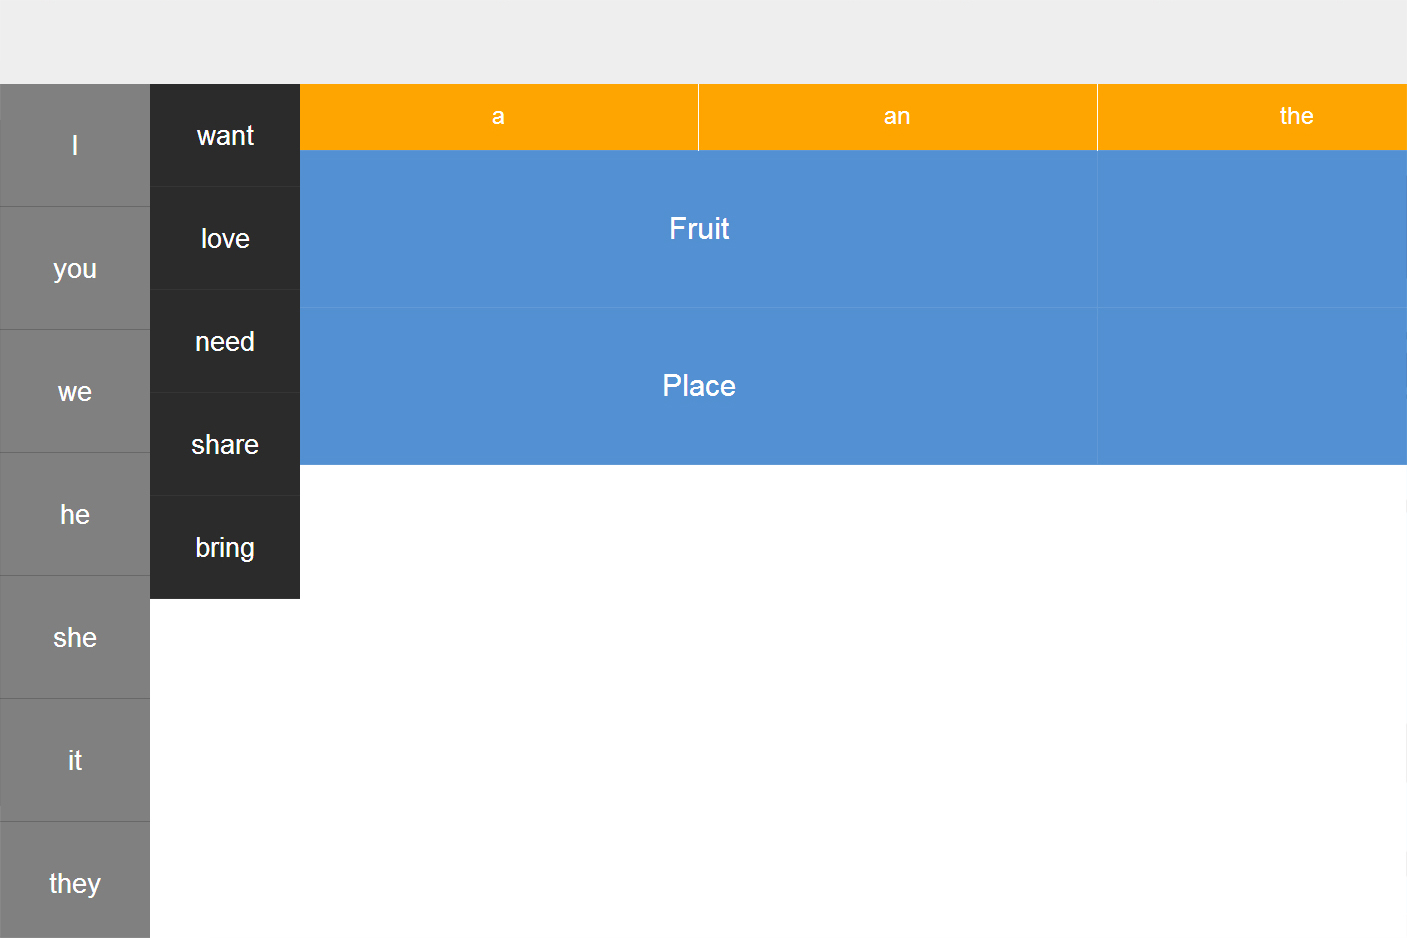 I
you
we
he
she
it
they
want
love
need
share
bring
a an the
Fruit
Place